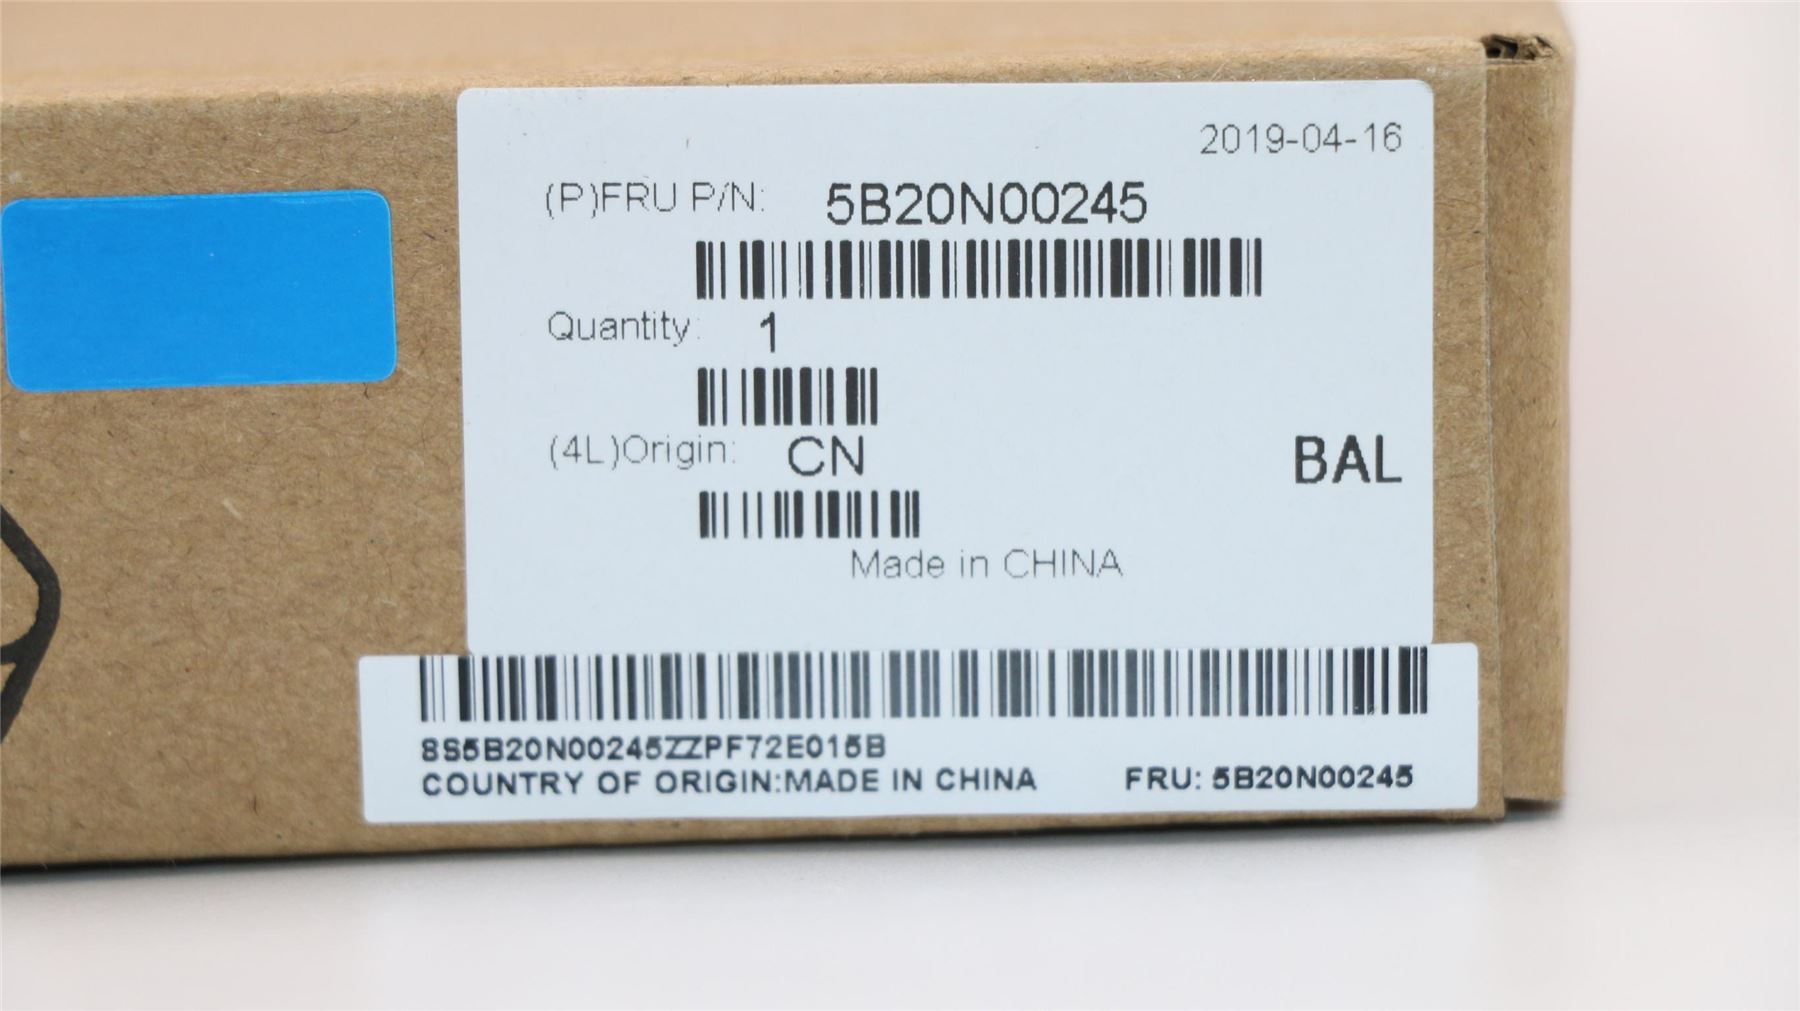 2019-04-16
(P)FRU P/N: 5B20N00245
Quantity: 1
(4L)Origin: CN
BAL
Made in CHINA
8S5B20N00245ZZPF72E015B
COUNTRY OF ORIGIN:MADE IN CHINA FRU: 5B20N00245